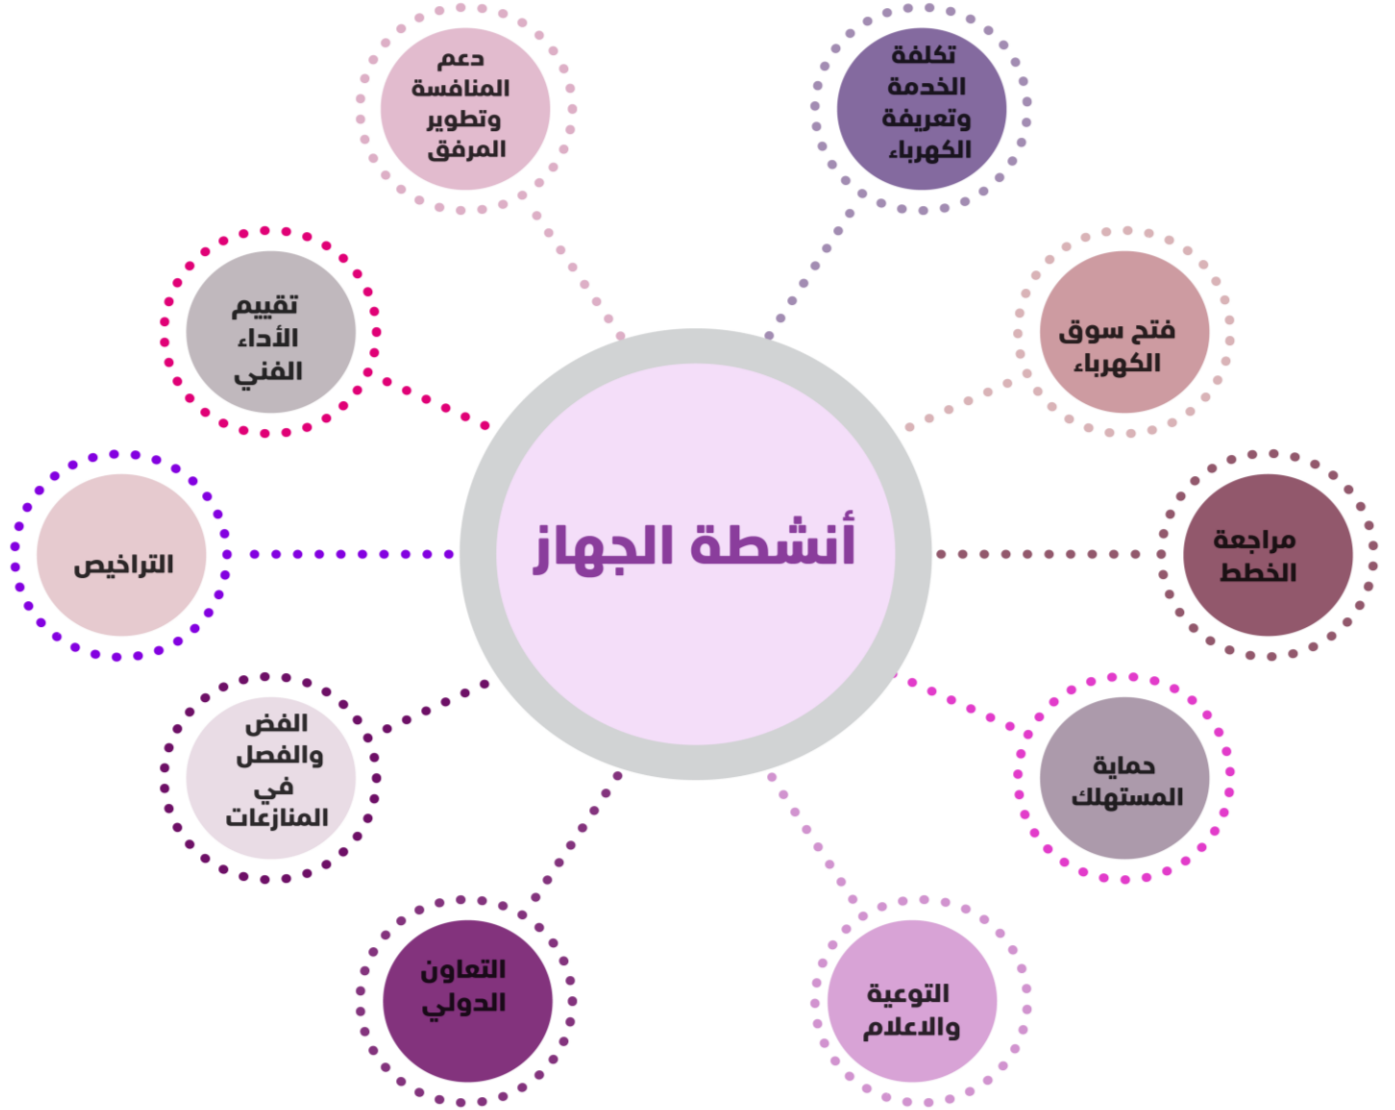 أنشطة الجهاز
تكلفة
الخدمة
وتعريفة
الكهرباء
فتح سوق
الكهرباء
مراجعة
الخطط
حماية
المستهلك
التوعية
والاعلام
التعاون
الدولي
الفض
والفصل
في
المنازعات
التراخيص
تقييم
الأداء
الفني
دعم
المنافسة
وتطوير
المرفق